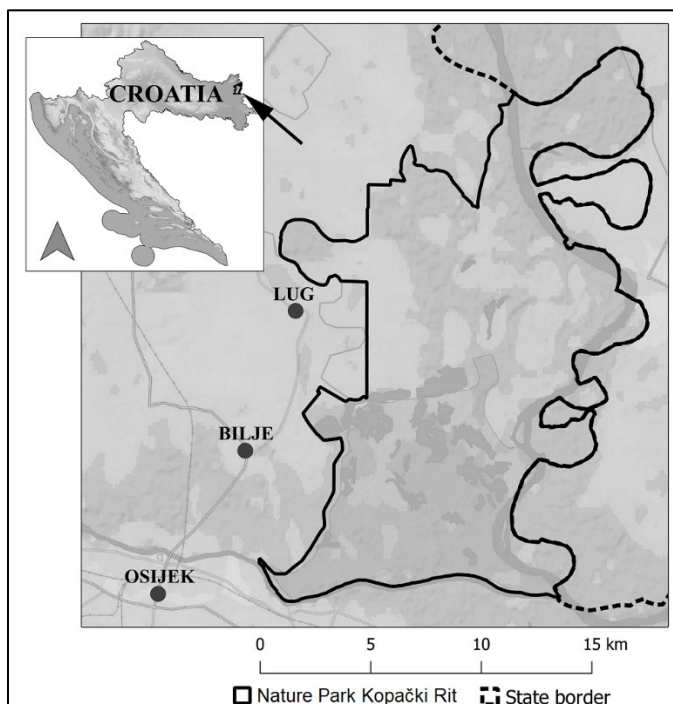 CROATIA
LUG
BILJE
OSIJEK
0 5 10 15 km
Nature Park Kopački Rit State border